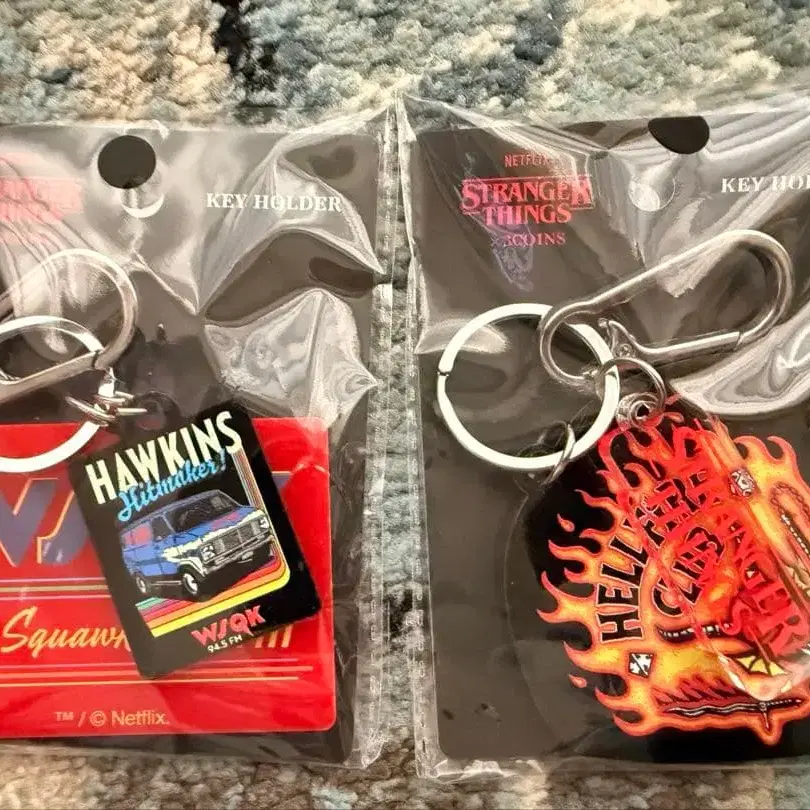 KEY HOLDER
HAWKINS
Hitmaker!
WSQK
94.5 FM
Squawk
™ / © Netflix.
NETFLIX
STRANGER
THINGS
× 3COINS
KEY HOL
HELLFIRE
CLUB
STRANGER